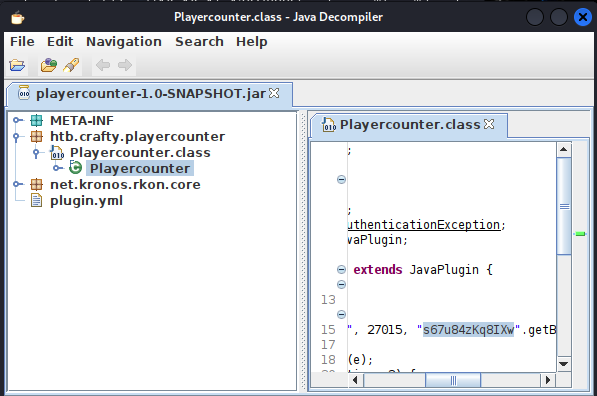 Playercounter.class - Java Decompiler
File Edit Navigation Search Help
playercounter-1.0-SNAPSHOT.jar
META-INF
htb.crafty.playercounter
Playercounter.class
Playercounter
net.kronos.rkon.core
plugin.yml
Playercounter.class
;
;
uthenticationException;
vaPlugin;
extends JavaPlugin {
13
15 ", 27015, "s67u84zKq8IXw".getB
17
18 (e);